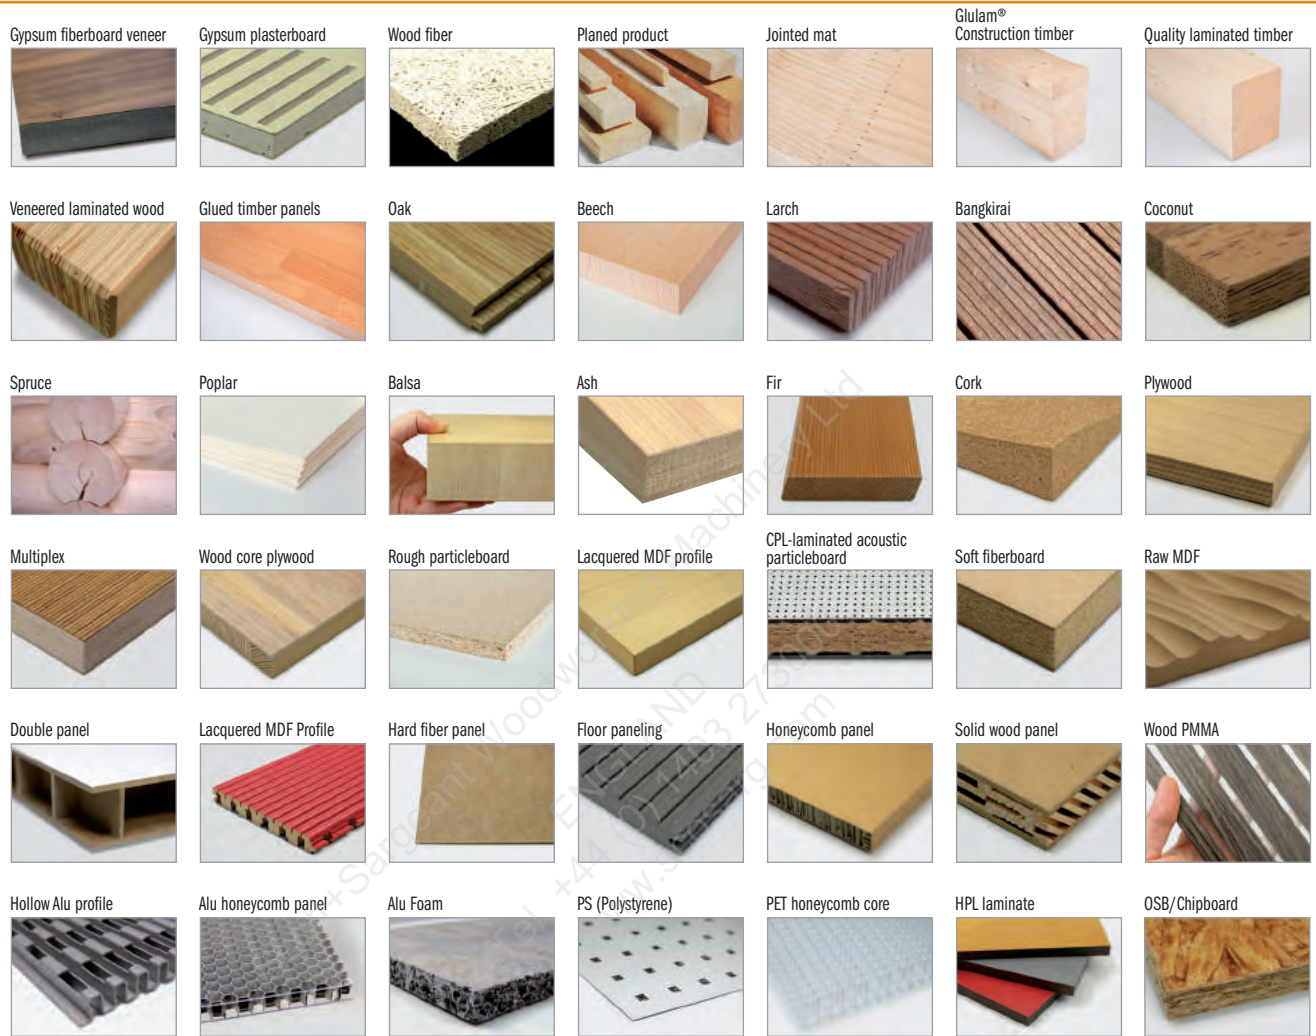 Gypsum fiberboard veneer
Gypsum plasterboard
Wood fiber
Planed product
Jointed mat
Glulam®
Construction timber
Quality laminated timber
Veneered laminated wood
Glued timber panels
Oak
Beech
Larch
Bangkirai
Coconut
Spruce
Poplar
Balsa
Ash
Fir
Cork
Plywood
Multiplex
Wood core plywood
Rough particleboard
Lacquered MDF profile
CPL-laminated acoustic
particleboard
Soft fiberboard
Raw MDF
Double panel
Lacquered MDF Profile
Hard fiber panel
Floor paneling
Honeycomb panel
Solid wood panel
Wood PMMA
Hollow Alu profile
Alu honeycomb panel
Alu Foam
PS (Polystyrene)
PET honeycomb core
HPL laminate
OSB/Chipboard
Machinery Ltd
ENGLAND